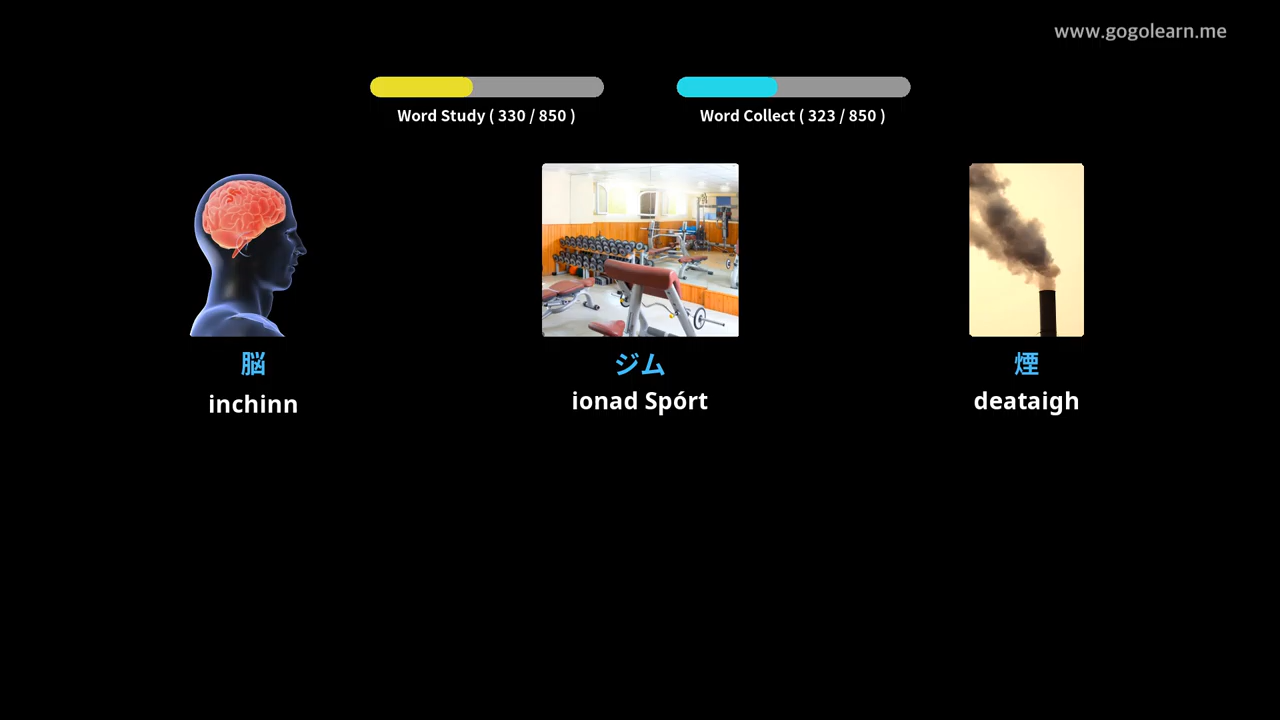 www.gogolearn.me
Word Study ( 330 / 850 )
Word Collect ( 323 / 850 )
脳
ジム
煙
inchinn
ionad Spórt
deataigh